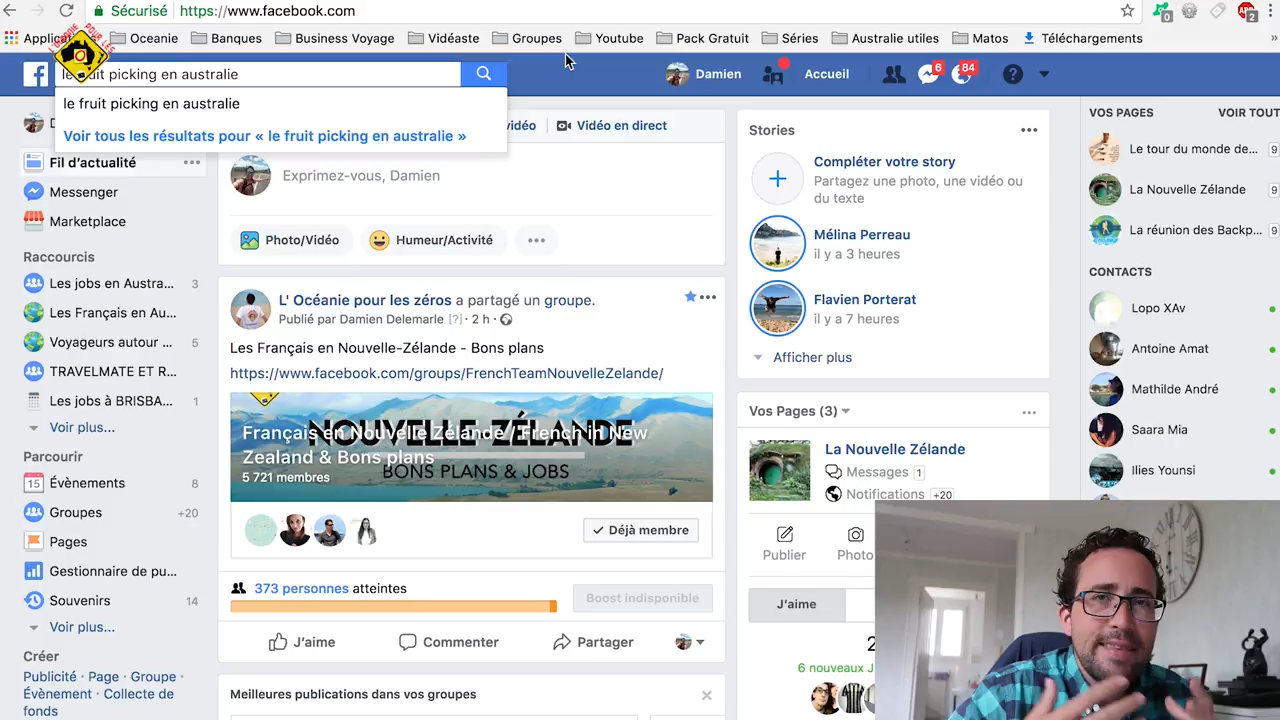 Sécurisé
https://www.facebook.com
2
Oceanie
Banques
Business Voyage
Vidéaste
Groupes
Youtube
Pack Gratuit
Séries
Australie utiles
Matos
Téléchargements
»
picking en australie
Damien
Accueil
6
84
?
le fruit picking en australie
Voir tous les résultats pour « le fruit picking en australie »
Vidéo en direct
Fil d'actualité
Messenger
Marketplace
Raccourcis
Les jobs en Austra... 3
Les Français en Au...
Voyageurs autour ... 5
TRAVELMATE ET R...
Les jobs à BRISBA... 1
Voir plus...
Parcourir
15 Évènements 8
Groupes +20
Pages
Gestionnaire de pu...
Souvenirs 14
Voir plus...
Créer
Publicité · Page · Groupe ·
Évènement · Collecte de
fonds
Exprimez-vous, Damien
Photo/Vidéo
Humeur/Activité
L' Océanie pour les zéros a partagé un groupe.
Publié par Damien Delemarle [?] · 2 h ·
Les Français en Nouvelle-Zélande - Bons plans
https://www.facebook.com/groups/FrenchTeamNouvelleZelande/
NOUVELLE ZÉLANDE
BONS PLANS & JOBS
Français en Nouvelle Zélande / French in New
Zealand & Bons plans
5 721 membres
Déjà membre
373 personnes atteintes
Boost indisponible
J'aime
Commenter
Partager
Meilleures publications dans vos groupes
Stories
Compléter votre story
Partagez une photo, une vidéo ou
du texte
Mélina Perreau
il y a 3 heures
Flavien Porterat
il y a 7 heures
Afficher plus
Vos Pages (3)
La Nouvelle Zélande
Messages 1
Notifications +20
Publier
Photo
J'aime
6 nouveaux
VOS PAGES
VOIR TOUT
Le tour du monde de... 9
La Nouvelle Zélande 9
La réunion des Backp... 9
CONTACTS
Lopo XAv
Antoine Amat
Mathilde André
Saara Mia
Ilies Younsi